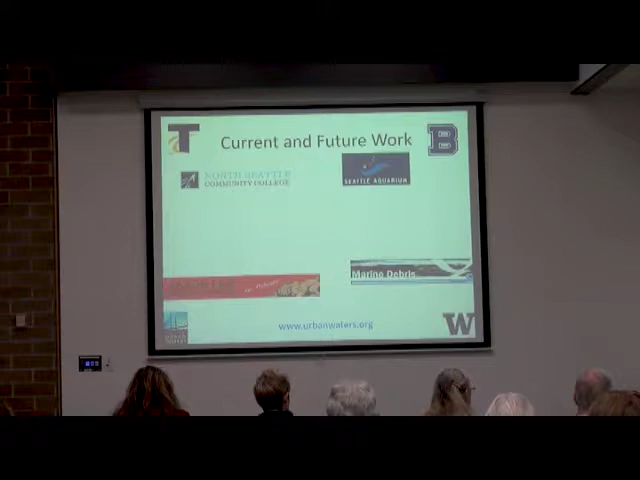 T
Current and Future Work
B
NORTH SEATTLE
COMMUNITY COLLEGE
SEATTLE AQUARIUM
Marine Debris
www.urbanwaters.org
W